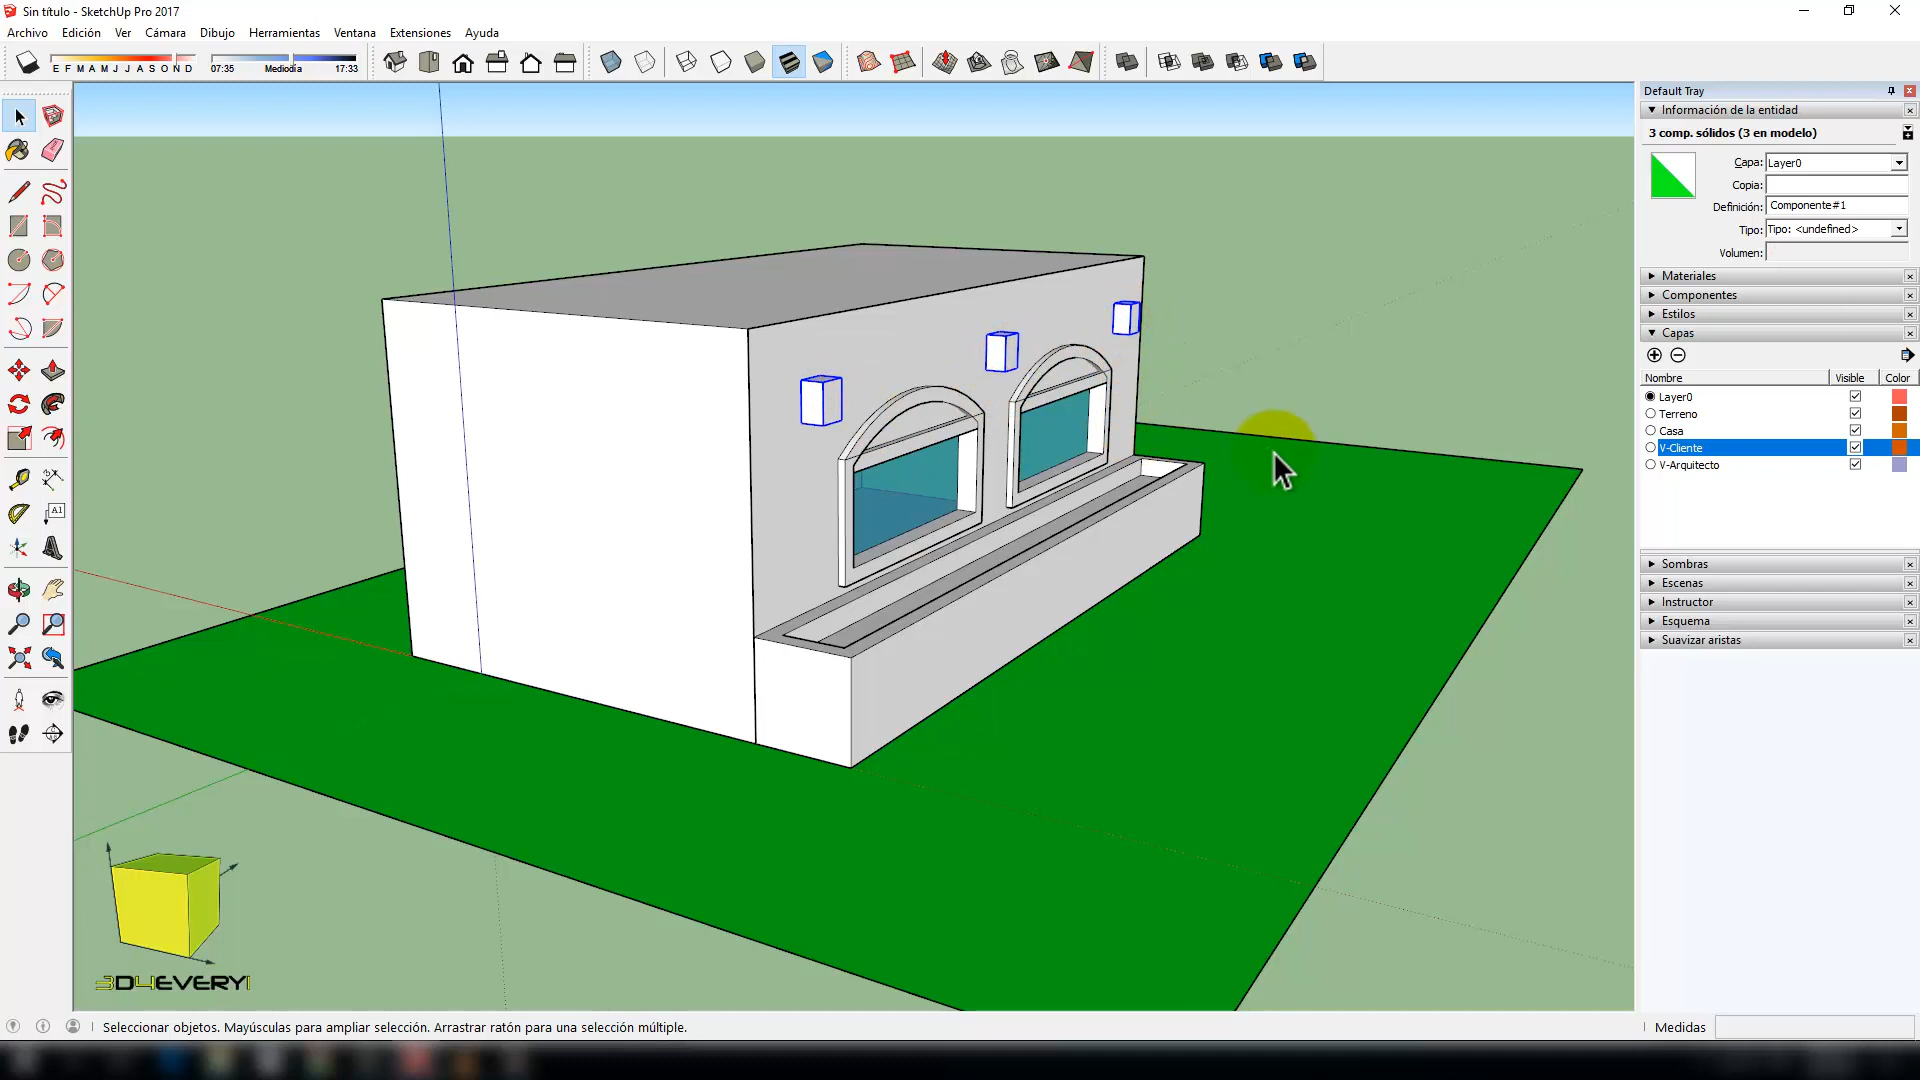 Sin título - SketchUp Pro 2017
Archivo Edición Ver Cámara Dibujo Herramientas Ventana Extensiones Ayuda
E F M A M J J A S O N D
07:35 Mediodía 17:33
Default Tray
Información de la entidad
3 comp. sólidos (3 en modelo)
Capa: Layer0
Copia:
Definición: Componente#1
Tipo: Tipo: <undefined>
Volumen:
Materiales
Componentes
Estilos
Capas
Nombre Visible Color
Layer0
Terreno
Casa
V-Cliente
V-Arquitecto
Sombras
Escenas
Instructor
Esquema
Suavizar aristas
A1
3D4EVERY1
Seleccionar objetos. Mayúsculas para ampliar selección. Arrastrar ratón para una selección múltiple.
Medidas